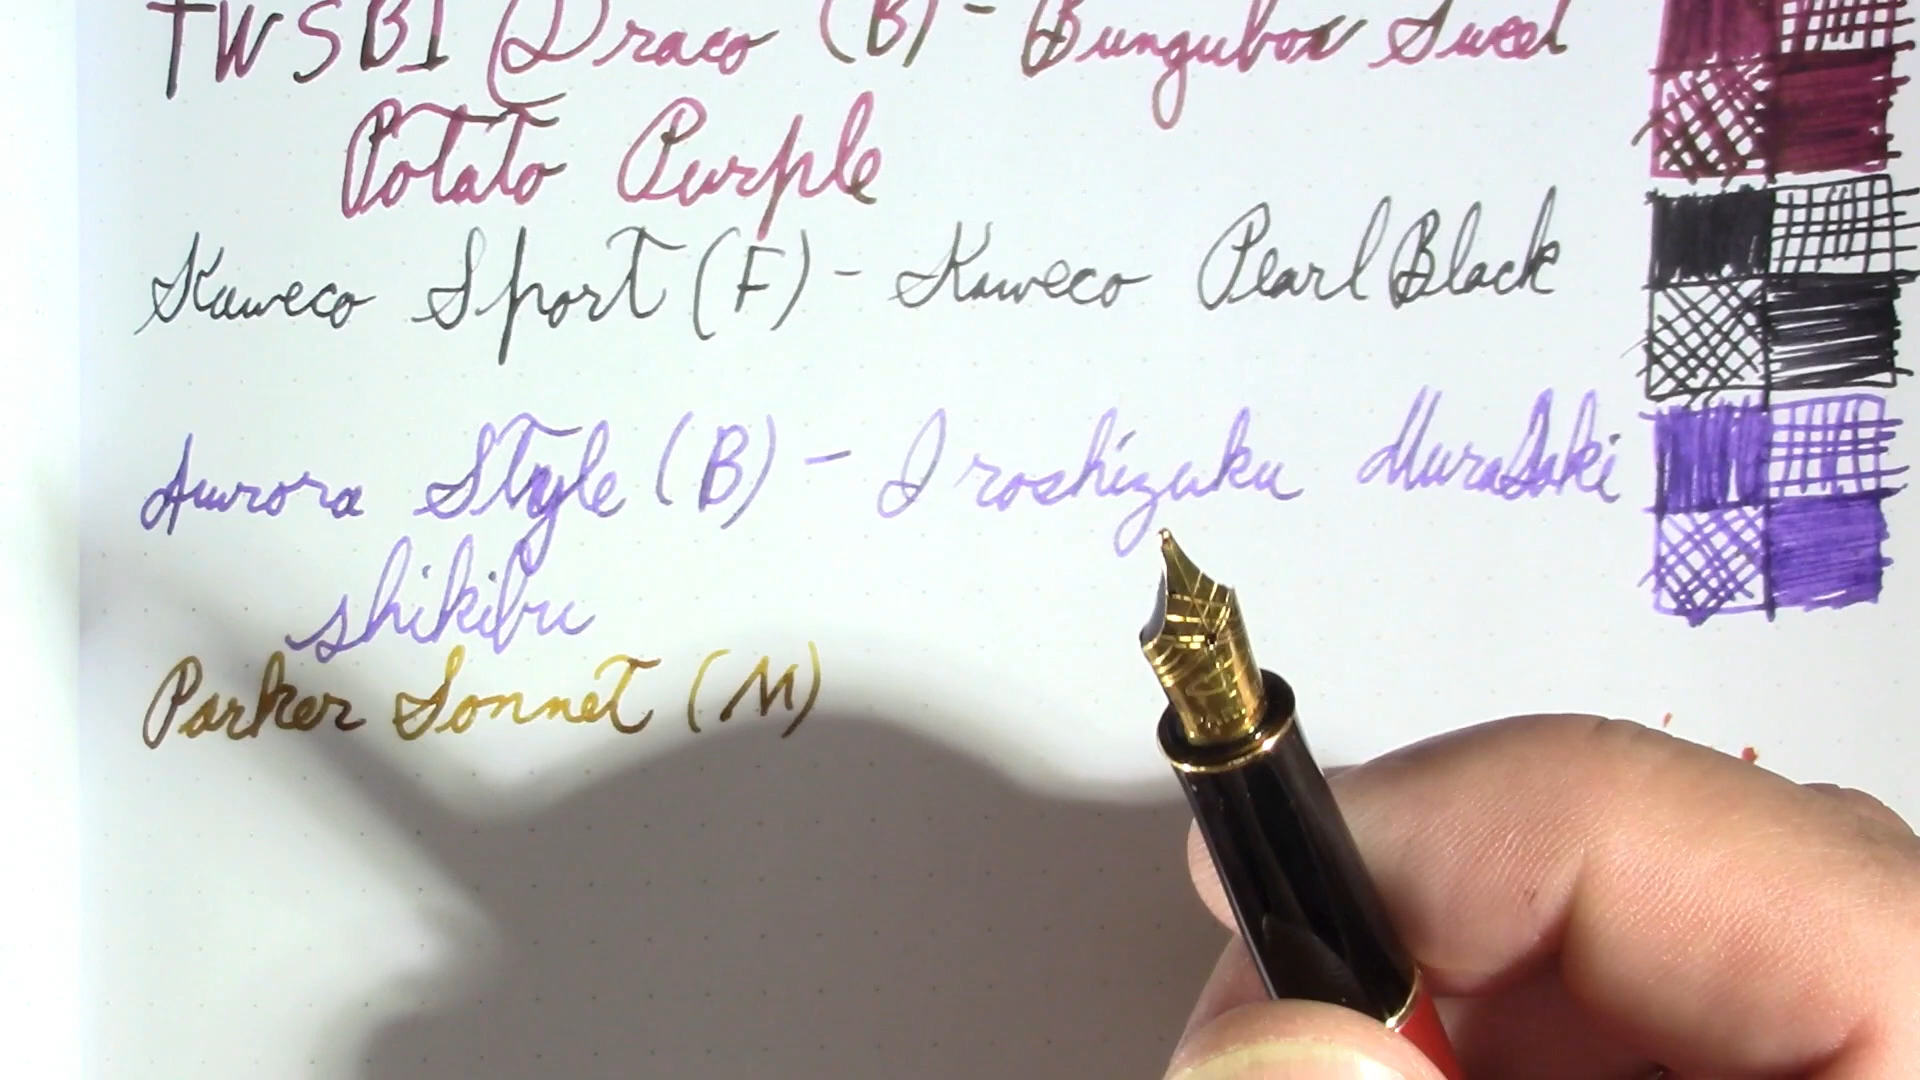 TWSBI Draco (B) - Bungubox Sweet
Potato Purple
Kaweco Sport (F) - Kaweco Pearl Black
Aurora Style (B) - Iroshizuku MuraSaki
shikibu
Parker Sonnet (M)